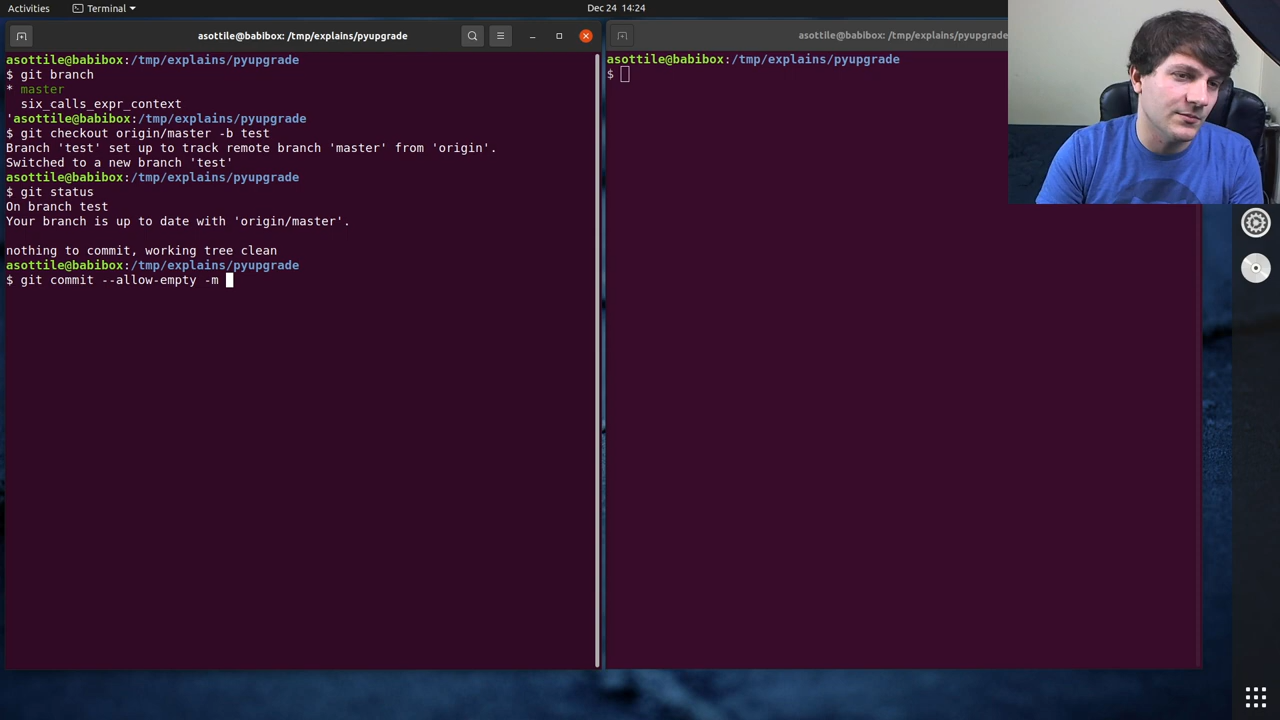 Activities
Terminal
Dec 24 14:24
asottile@babibox: /tmp/explains/pyupgrade
asottile@babibox:/tmp/explains/pyupgrade
$ git branch
* master
six_calls_expr_context
'asottile@babibox:/tmp/explains/pyupgrade
$ git checkout origin/master -b test
Branch 'test' set up to track remote branch 'master' from 'origin'.
Switched to a new branch 'test'
asottile@babibox:/tmp/explains/pyupgrade
$ git status
On branch test
Your branch is up to date with 'origin/master'.
nothing to commit, working tree clean
asottile@babibox:/tmp/explains/pyupgrade
$ git commit --allow-empty -m
asottile@babibox: /tmp/explains/pyupgrade
asottile@babibox:/tmp/explains/pyupgrade
$